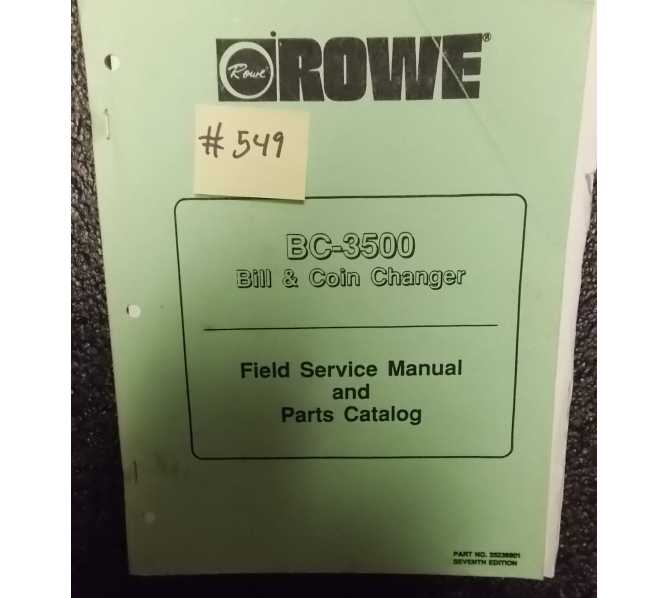 Rowe
ROWE®
#549
BC-3500
Bill & Coin Changer
Field Service Manual
and
Parts Catalog
PART NO.
SEVENTH EDITION